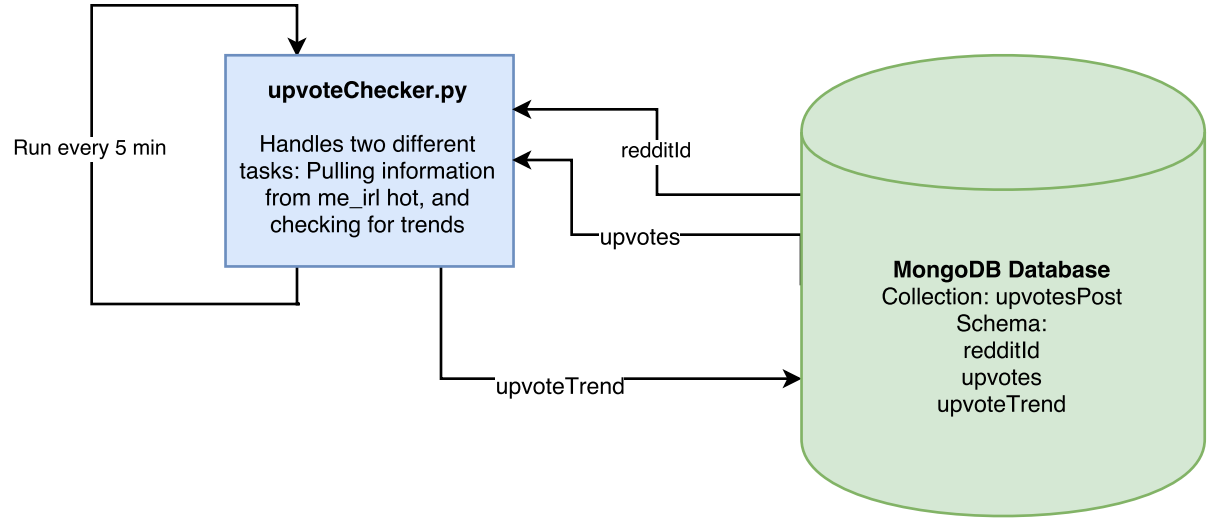 upvoteChecker.py
Handles two different
tasks: Pulling information
from me_irl hot, and
checking for trends
Run every 5 min
redditId
upvotes
upvoteTrend
MongoDB Database
Collection: upvotesPost
Schema:
redditId
upvotes
upvoteTrend